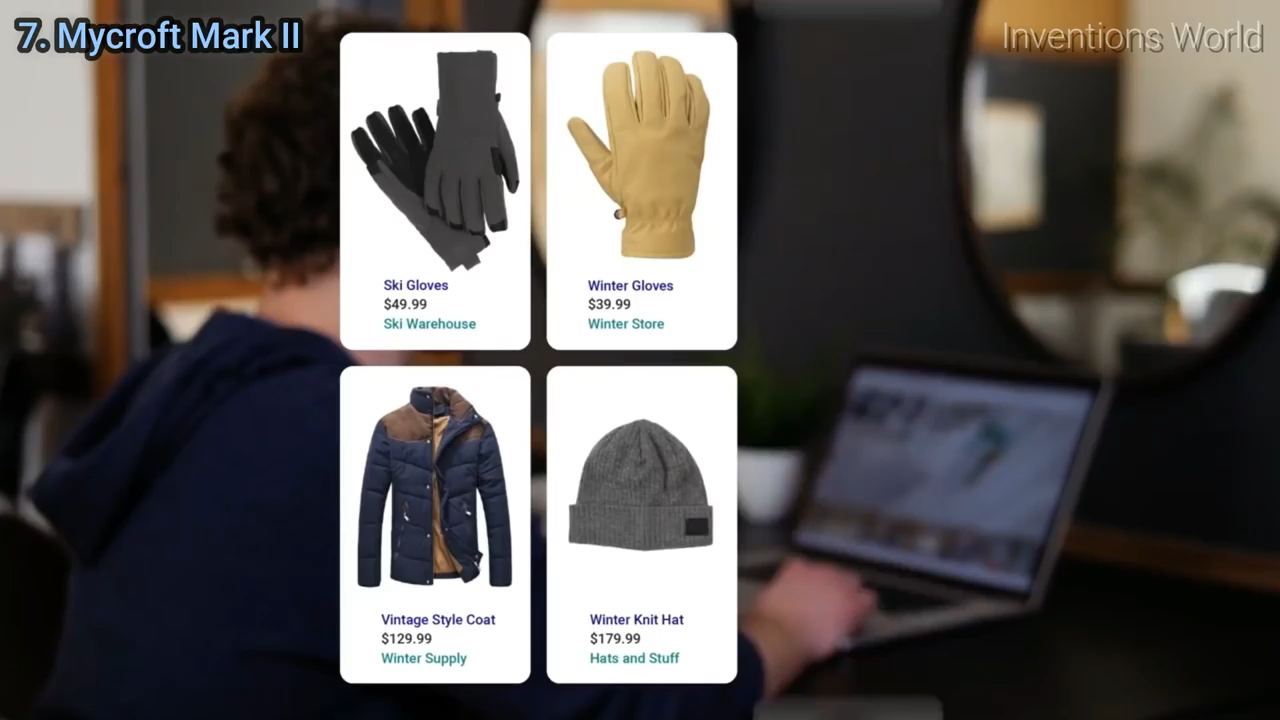 7. Mycroft Mark II
Inventions World
Ski Gloves
$49.99
Ski Warehouse
Winter Gloves
$39.99
Winter Store
Vintage Style Coat
$129.99
Winter Supply
Winter Knit Hat
$179.99
Hats and Stuff